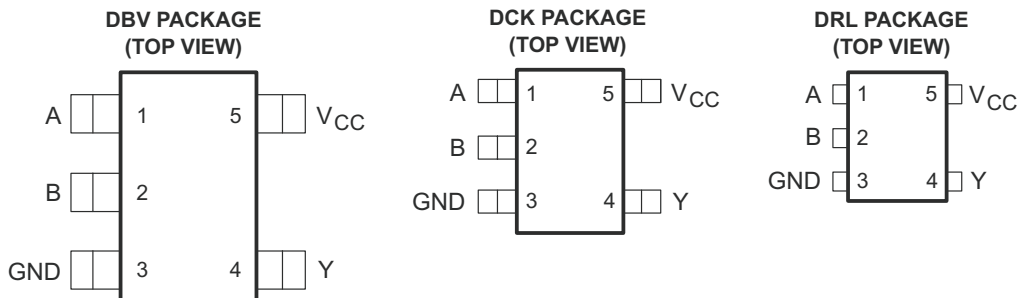 DBV PACKAGE
(TOP VIEW)
A 1 5 VCC
B 2
GND 3 4 Y
DCK PACKAGE
(TOP VIEW)
A 1 5 VCC
B 2
GND 3 4 Y
DRL PACKAGE
(TOP VIEW)
A 1 5 VCC
B 2
GND 3 4 Y